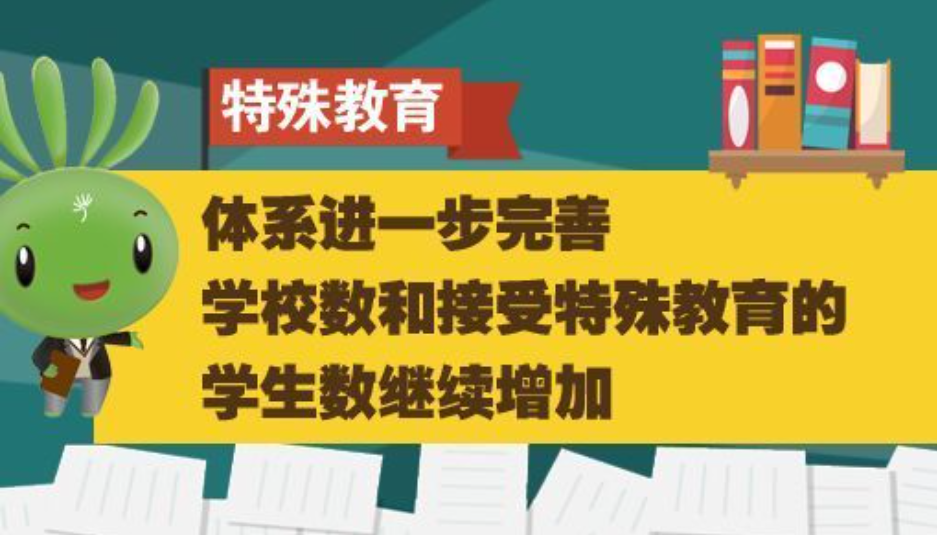 特殊教育
体系进一步完善
学校数和接受特殊教育的
学生数继续增加